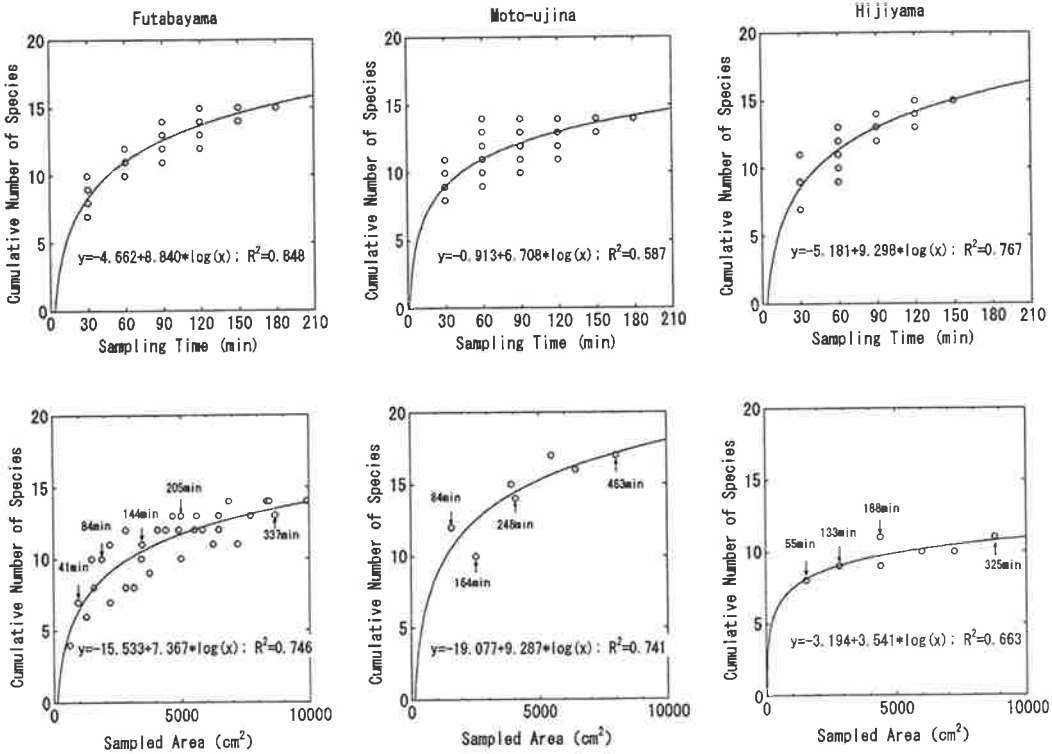 Futabayama
20
15
10
5
0
Cumulative Number of Species
y=-4.662+8.840*log(x); R²=0.848
0 30 60 90 120 150 180 210
Sampling Time (min)
Moto-ujina
20
15
10
5
0
Cumulative Number of Species
y=-0.913+6.708*log(x); R²=0.587
0 30 60 90 120 150 180 210
Sampling Time (min)
Hijiyama
20
15
10
5
0
Cumulative Number of Species
y=-5.181+9.298*log(x); R²=0.767
0 30 60 90 120 150 180 210
Sampling Time (min)
20
15
10
5
0
Cumulative Number of Species
41min
84min
144min
205min
337min
y=-15.533+7.367*log(x); R²=0.746
0 5000 10000
Sampled Area (cm²)
20
15
10
5
0
Cumulative Number of Species
84min
164min
248min
463min
y=-19.077+9.287*log(x); R²=0.741
0 5000 10000
Sampled Area (cm²)
20
15
10
5
0
Cumulative Number of Species
55min
133min
188min
325min
y=-3.194+3.541*log(x); R²=0.663
0 5000 10000
Sampled Area (cm²)